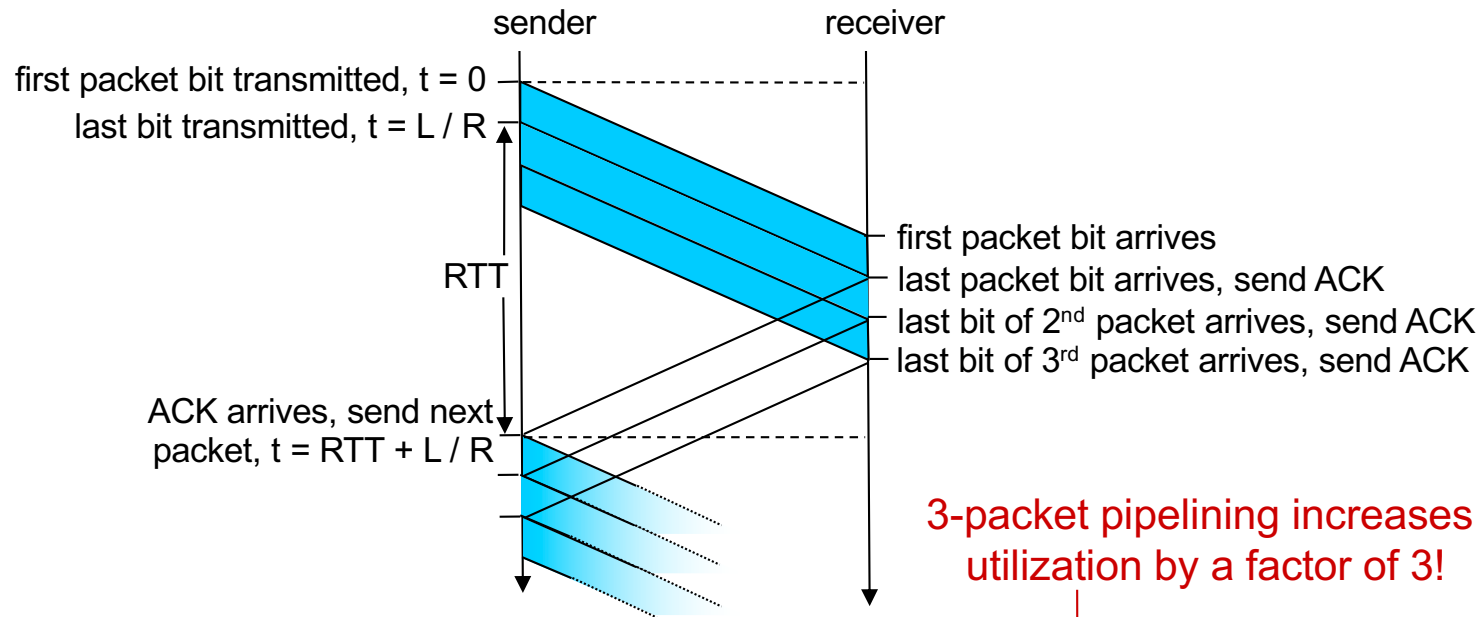 sender
receiver
first packet bit transmitted, t = 0
last bit transmitted, t = L / R
first packet bit arrives
RTT
last packet bit arrives, send ACK
last bit of 2nd packet arrives, send ACK
last bit of 3rd packet arrives, send ACK
ACK arrives, send next
packet, t = RTT + L / R
3-packet pipelining increases
utilization by a factor of 3!